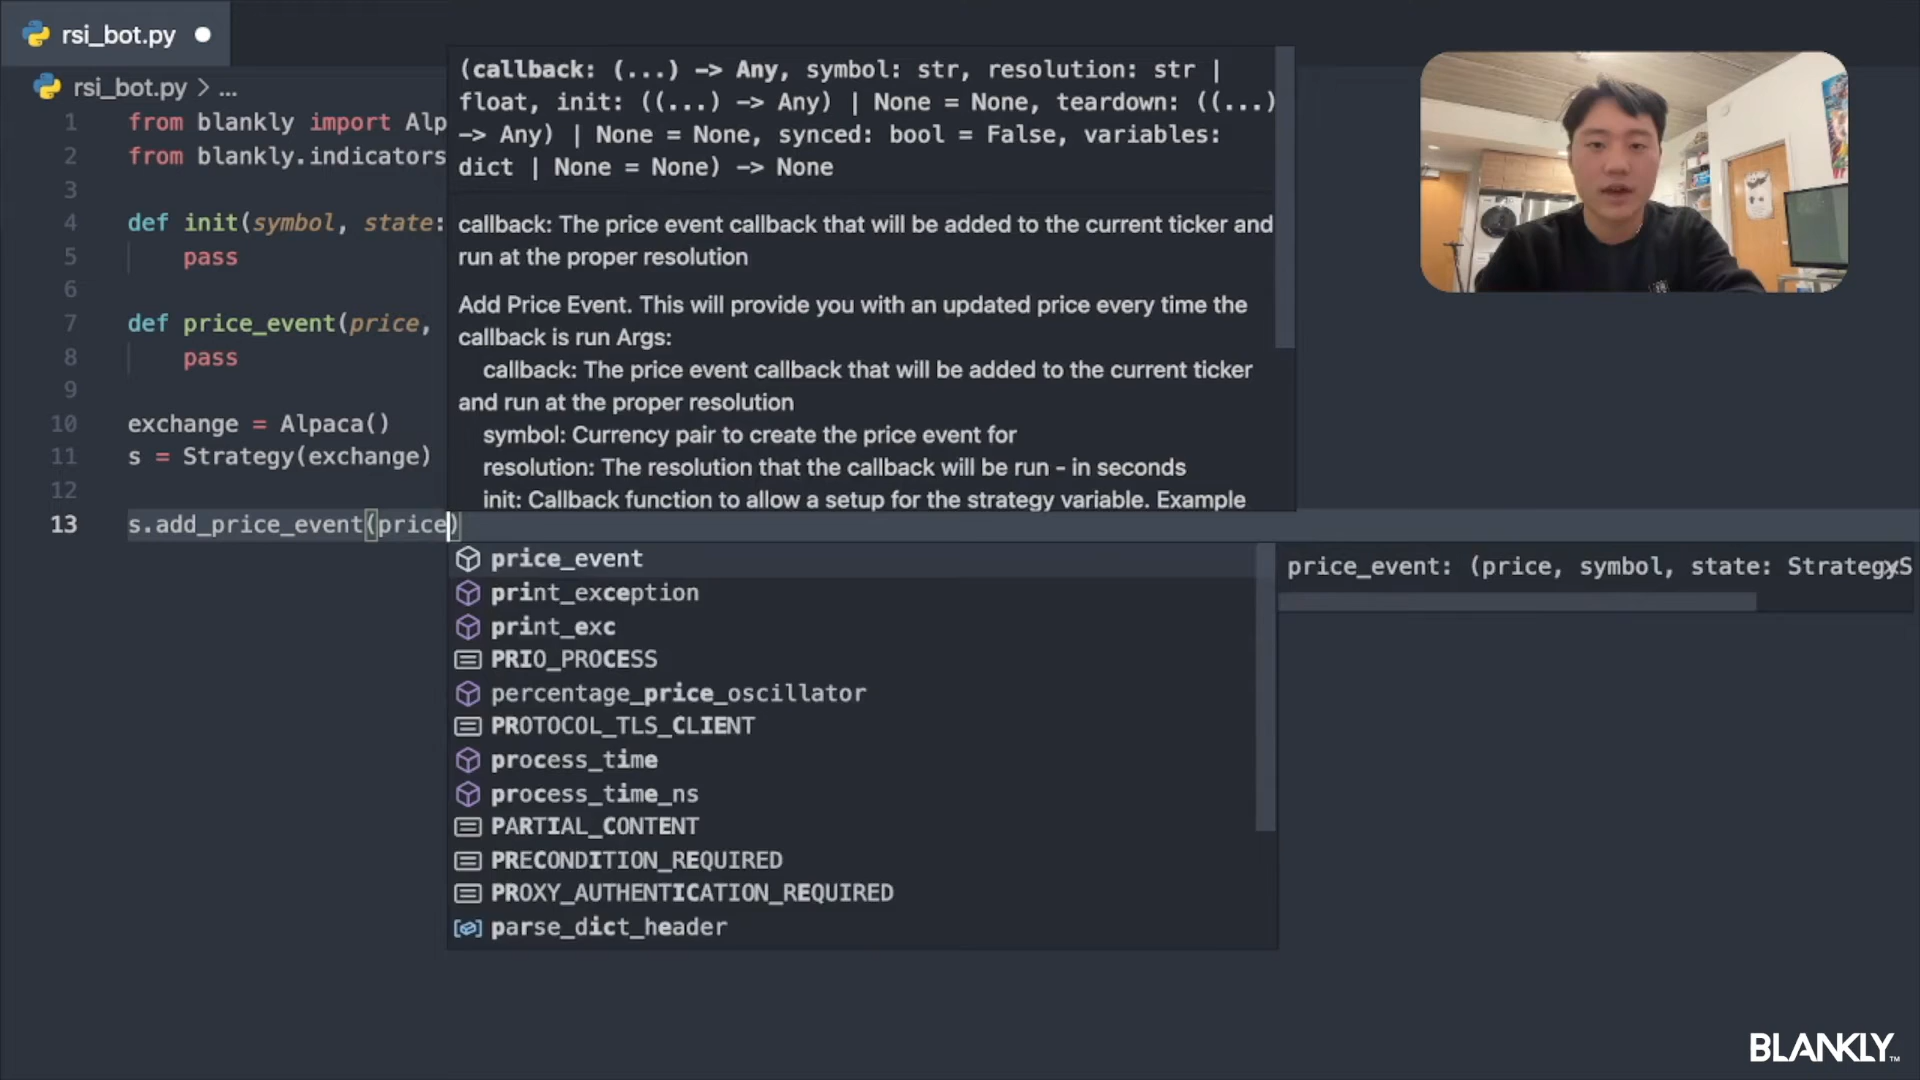 rsi_bot.py
rsi_bot.py > ...
1 from blankly import Alp
2 from blankly.indicators
3
4 def init(symbol, state:
5 pass
6
7 def price_event(price,
8 pass
9
10 exchange = Alpaca()
11 s = Strategy(exchange)
12
13 s.add_price_event(price)
(callback: (...) -> Any, symbol: str, resolution: str |
float, init: ((...) -> Any) | None = None, teardown: ((...)
-> Any) | None = None, synced: bool = False, variables:
dict | None = None) -> None
callback: The price event callback that will be added to the current ticker and
run at the proper resolution
Add Price Event. This will provide you with an updated price every time the
callback is run Args:
callback: The price event callback that will be added to the current ticker
and run at the proper resolution
symbol: Currency pair to create the price event for
resolution: The resolution that the callback will be run - in seconds
init: Callback function to allow a setup for the strategy variable. Example
price_event
print_exception
print_exc
PRIO_PROCESS
percentage_price_oscillator
PROTOCOL_TLS_CLIENT
process_time
process_time_ns
PARTIAL_CONTENT
PRECONDITION_REQUIRED
PROXY_AUTHENTICATION_REQUIRED
parse_dict_header
price_event: (price, symbol, state: StrategyS
BLANKLY™